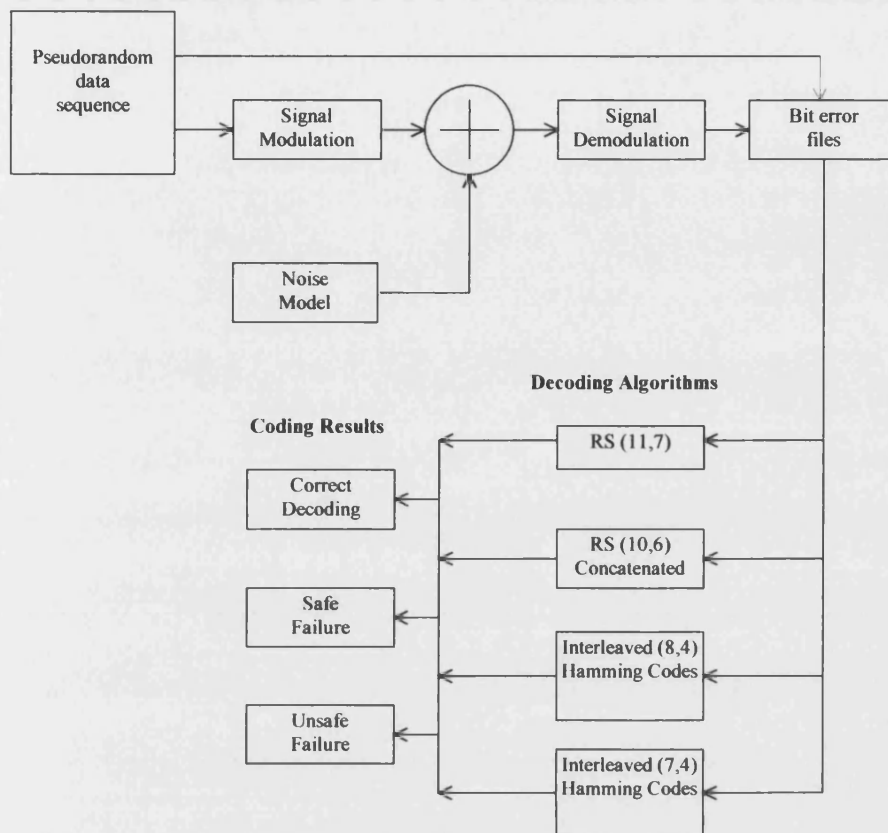 Pseudorandom
data
sequence
Signal
Modulation
Signal
Demodulation
Bit error
files
Noise
Model
Decoding Algorithms
Coding Results
RS (11,7)
Correct
Decoding
RS (10,6)
Concatenated
Safe
Failure
Interleaved (8,4)
Hamming Codes
Unsafe
Failure
Interleaved (7,4)
Hamming Codes